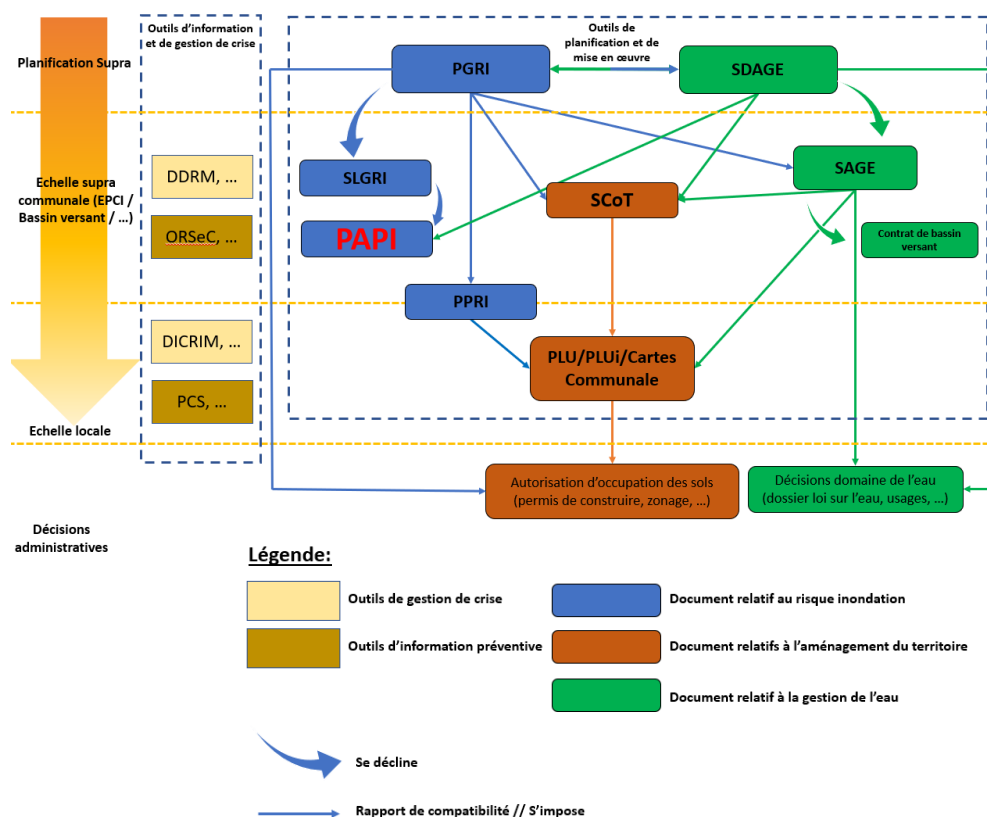 Outils d’information
et de gestion de crise
Outils de
planification et de
mise en œuvre
Planification Supra
PGRI
SDAGE
Echelle supra
communale (EPCI /
Bassin versant / …)
DDRM, …
ORSeC, …
SLGRI
PAPI
SCoT
SAGE
Contrat de bassin
versant
PPRI
DICRIM, …
PCS, …
PLU/PLUi/Cartes
Communale
Echelle locale
Autorisation d’occupation des sols
(permis de construire, zonage, …)
Décisions domaine de l’eau
(dossier loi sur l’eau, usages, …)
Décisions
administratives
Légende:
Outils de gestion de crise
Document relatif au risque inondation
Outils d’information préventive
Document relatifs à l’aménagement du territoire
Document relatif à la gestion de l’eau
Se décline
Rapport de compatibilité // S’impose